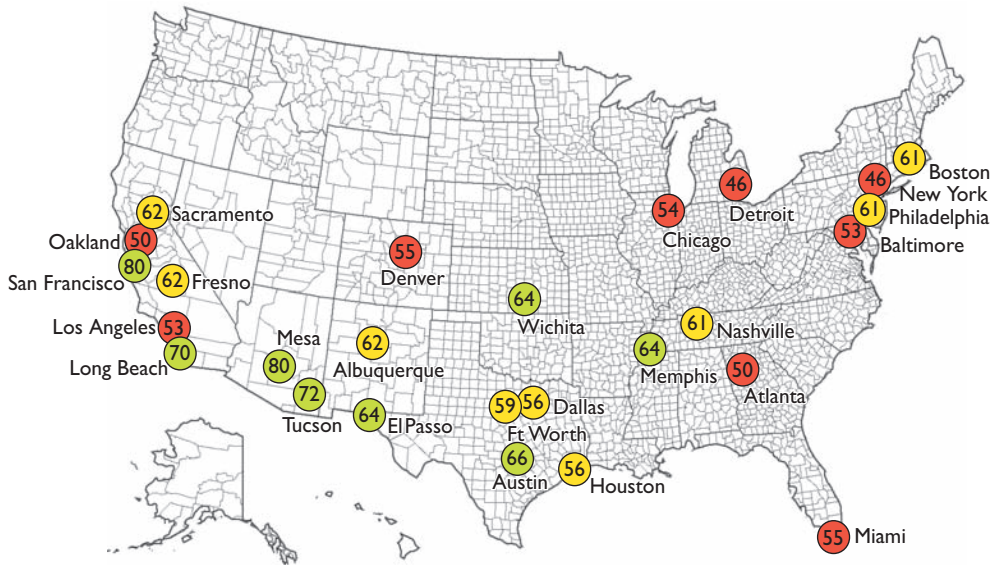 61 Boston
46 New York
46 Detroit
61 Philadelphia
54 Chicago
53 Baltimore
62 Sacramento
50 Oakland
80 San Francisco
55 Denver
62 Fresno
64 Wichita
53 Los Angeles
61 Nashville
70 Long Beach
Mesa
80
62 Albuquerque
64 Memphis
50 Atlanta
72 Tucson
64 El Passo
59 Ft Worth
56 Dallas
66 Austin
56 Houston
55 Miami